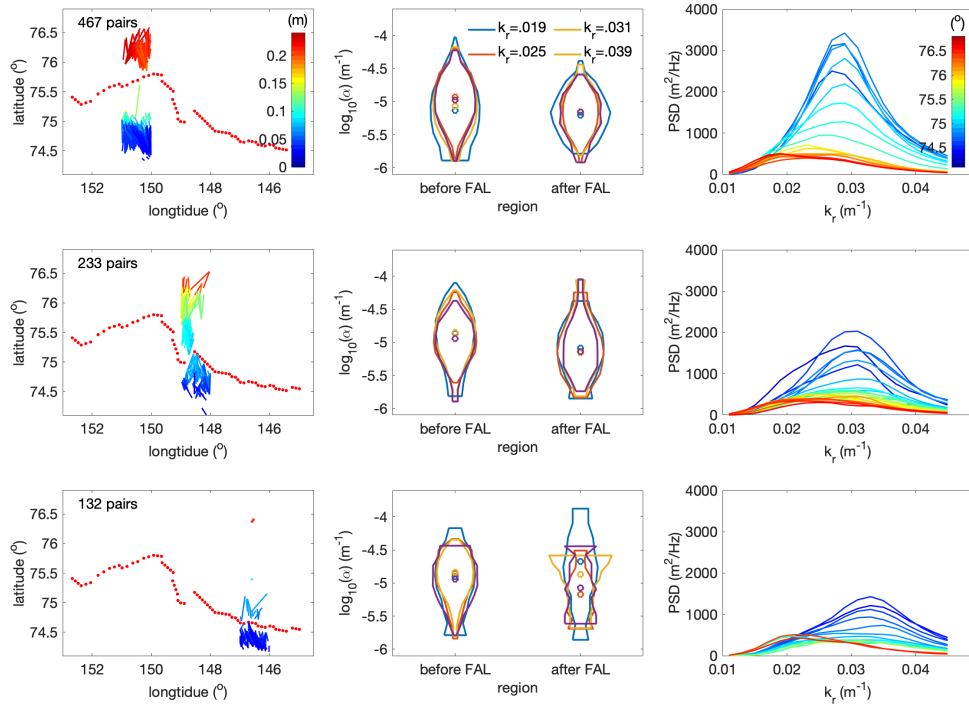 467 pairs
(m)
76.5
76
75.5
75
74.5
latitude (°)
0.2
0.15
0.1
0.05
0
152 150 148 146
longtidue (°)
k_r=.019 k_r=.031
k_r=.025 k_r=.039
-4
-4.5
-5
-5.5
-6
log10(α) (m-1)
before FAL after FAL
region
4000
3000
2000
1000
0
PSD (m2/Hz)
(°)
76.5
76
75.5
75
74.5
0.01 0.02 0.03 0.04
k_r (m-1)
233 pairs
76.5
76
75.5
75
74.5
latitude (°)
152 150 148 146
longtidue (°)
-4
-4.5
-5
-5.5
-6
log10(α) (m-1)
before FAL after FAL
region
4000
3000
2000
1000
0
PSD (m2/Hz)
0.01 0.02 0.03 0.04
k_r (m-1)
132 pairs
76.5
76
75.5
75
74.5
latitude (°)
152 150 148 146
longtidue (°)
-4
-4.5
-5
-5.5
-6
log10(α) (m-1)
before FAL after FAL
region
4000
3000
2000
1000
0
PSD (m2/Hz)
0.01 0.02 0.03 0.04
k_r (m-1)